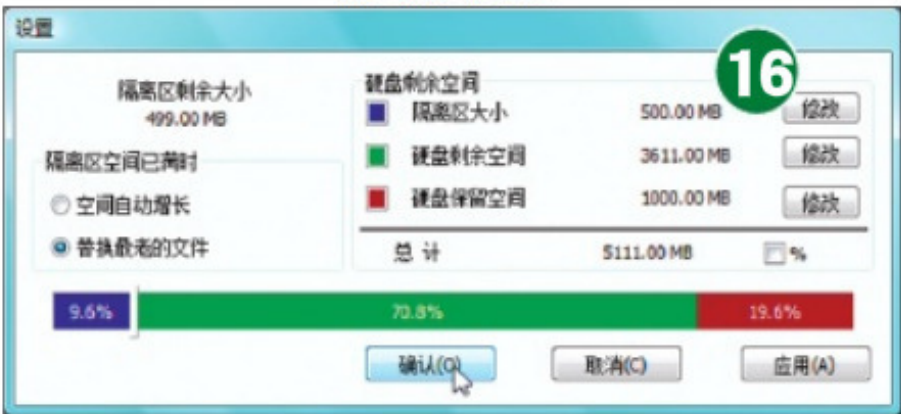 设置
16
隔离区剩余大小
499.00 MB
隔离区空间已满时
空间自动增长
替换最老的文件
硬盘剩余空间
隔离区大小 500.00 MB 修改
硬盘剩余空间 3611.00 MB 修改
硬盘保留空间 1000.00 MB 修改
总 计 5111.00 MB %
9.6% 70.8% 19.6%
确认(O) 取消(C) 应用(A)